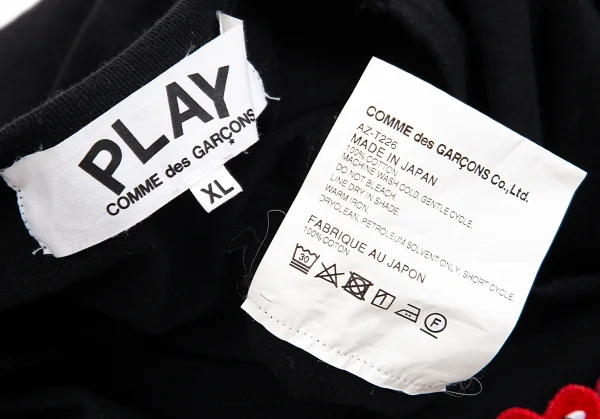 PLAY
COMME des GARÇONS
XL
COMME des GARÇONS Co., Ltd.
AZ-T226
MADE IN JAPAN
100% COTTON
MACHINE WASH COLD, GENTLE CYCLE.
DO NOT BLEACH.
LINE DRY IN SHADE.
WARM IRON.
DRYCLEAN, PETROLEUM SOLVENT ONLY, SHORT CYCLE.
FABRIQUE AU JAPON
100% COTON
30 F